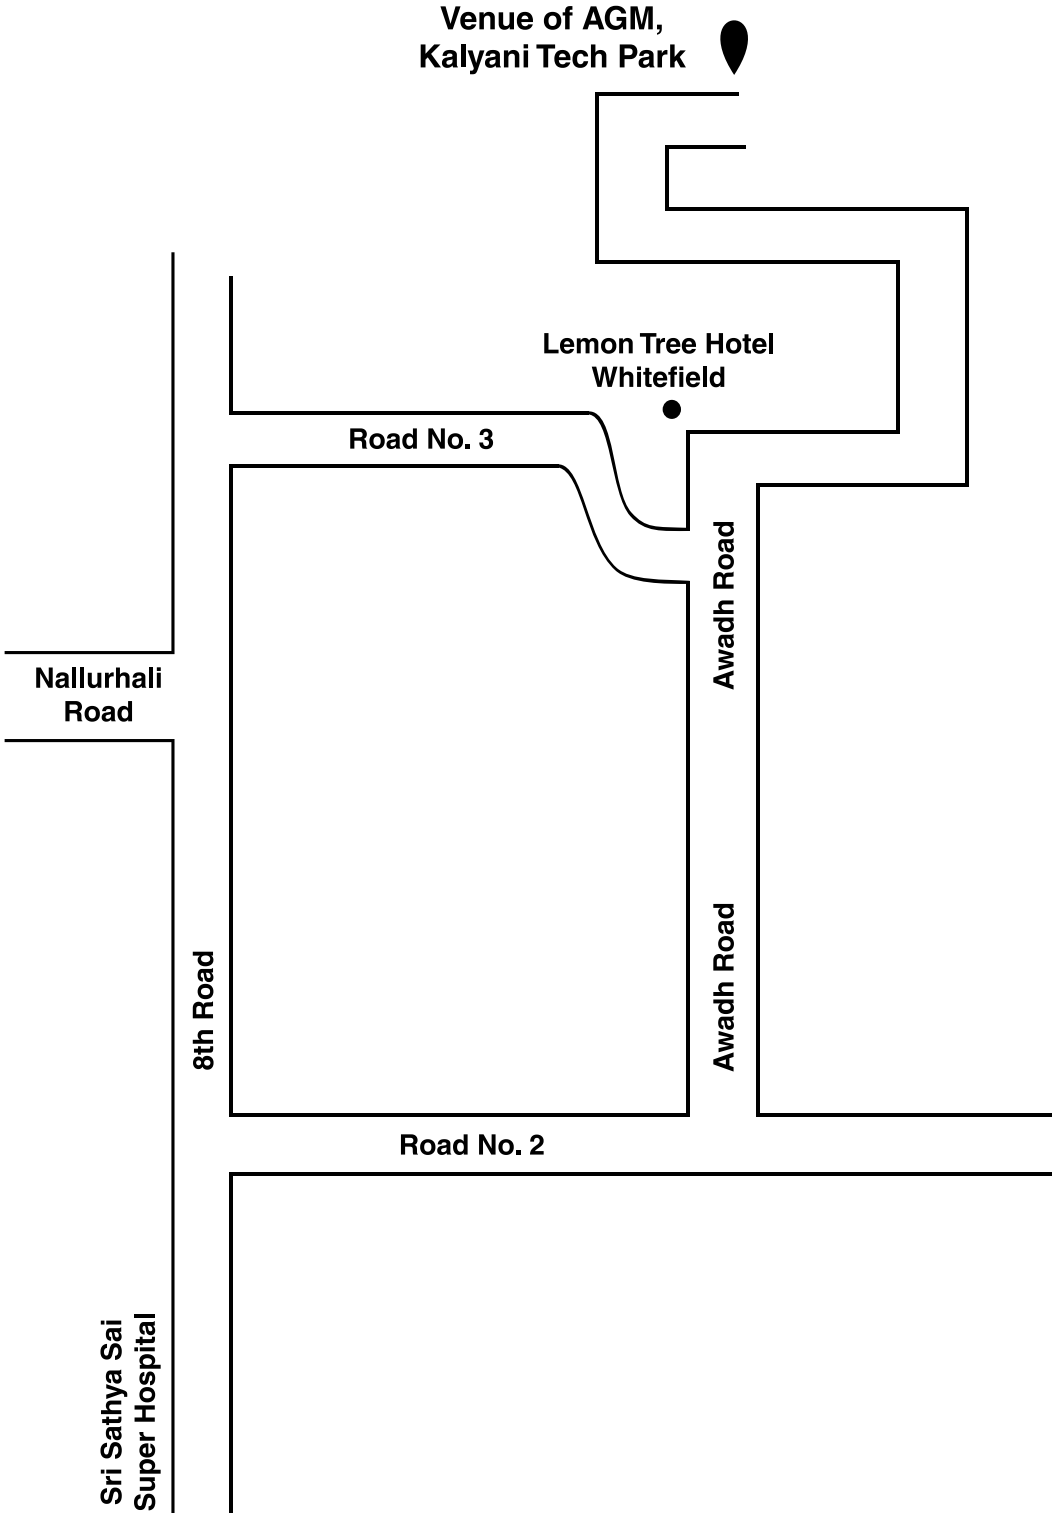 Venue of AGM,
Kalyani Tech Park
Lemon Tree Hotel
Whitefield
Road No. 3
Awadh Road
Nallurhali
Road
8th Road
Awadh Road
Road No. 2
Sri Sathya Sai
Super Hospital